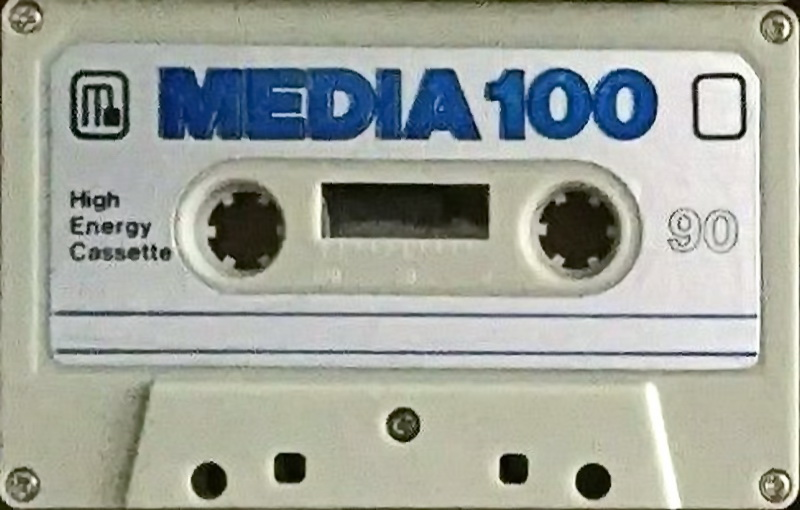 m
MEDIA 100
High
Energy
Cassette
90